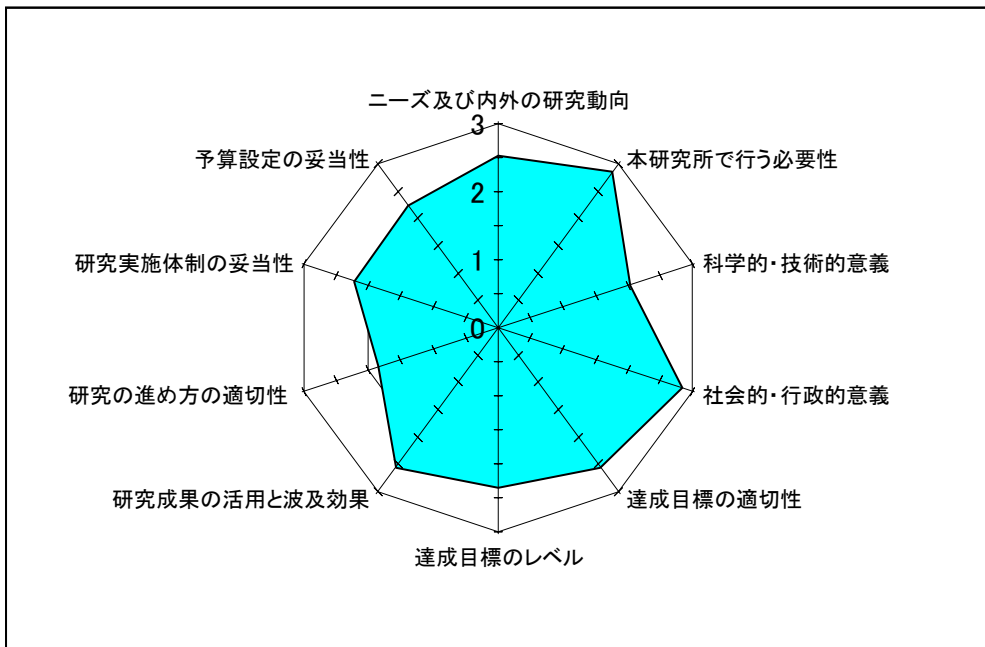 ニーズ及び内外の研究動向
3
予算設定の妥当性
本研究所で行う必要性
2
研究実施体制の妥当性
1
科学的・技術的意義
0
研究の進め方の適切性
社会的・行政的意義
研究成果の活用と波及効果
達成目標の適切性
達成目標のレベル